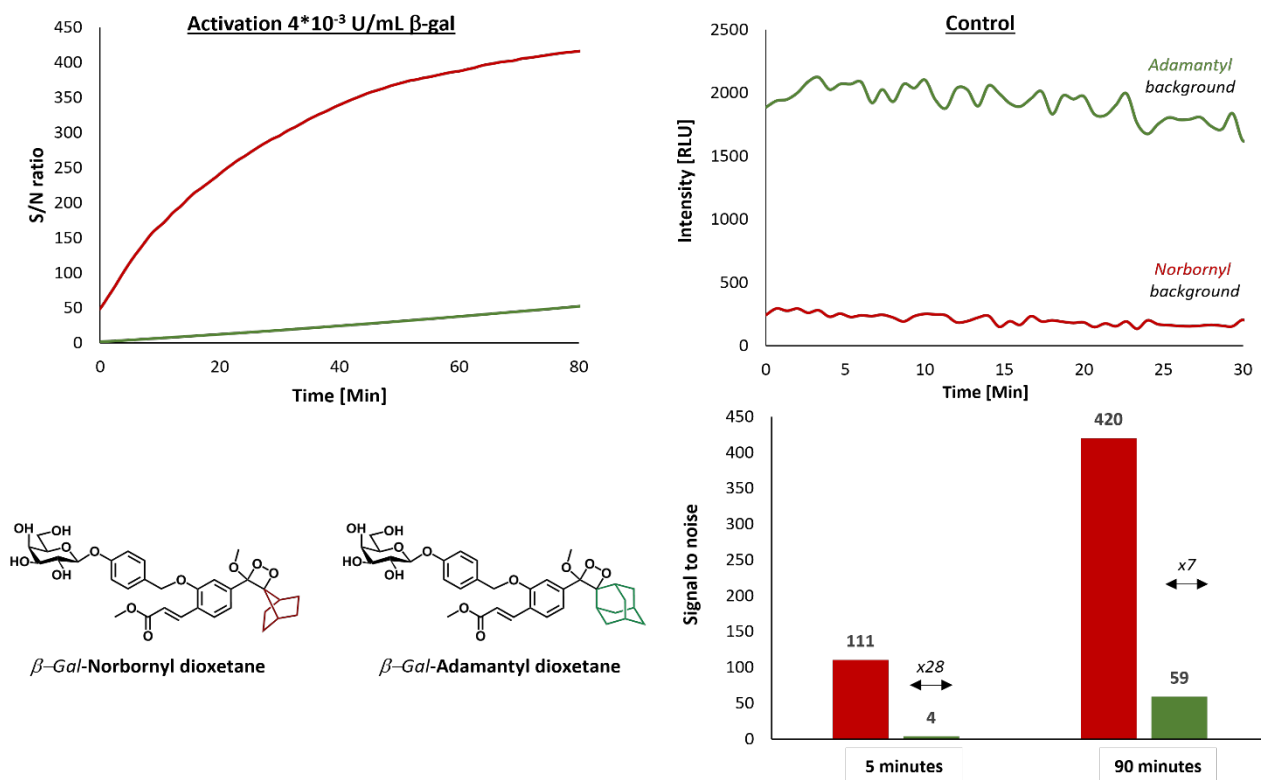 Activation 4*10⁻³ U/mL β-gal
S/N ratio
450
400
350
300
250
200
150
100
50
0
0 20 40 60 80
Time [Min]
Control
Intensity [RLU]
2500
2000
1500
1000
500
0
Adamantyl
background
Norbornyl
background
0 5 10 15 20 25 30
Time [Min]
OH OH
HO
OH
O
O
O
O O
O
O
O
β–Gal-Norbornyl dioxetane
OH OH
HO
OH
O
O
O
O O
O
O
O
β–Gal-Adamantyl dioxetane
Signal to noise
450
400
350
300
250
200
150
100
50
0
111
x28
4
420
x7
59
5 minutes
90 minutes